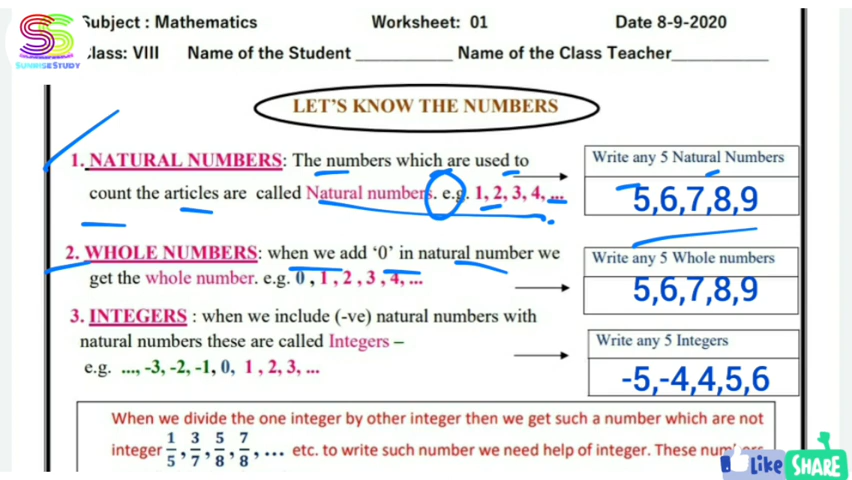 Subject : Mathematics Worksheet: 01 Date 8-9-2020
Class: VIII Name of the Student __________ Name of the Class Teacher__________
SS
SUNRISE STUDY
LET'S KNOW THE NUMBERS
1. NATURAL NUMBERS: The numbers which are used to
count the articles are called Natural numbers. e.g. 1, 2, 3, 4, ...
Write any 5 Natural Numbers
5,6,7,8,9
2. WHOLE NUMBERS: when we add ‘0’ in natural number we
get the whole number. e.g. 0 , 1 , 2 , 3 , 4, ...
Write any 5 Whole numbers
5,6,7,8,9
3. INTEGERS : when we include (-ve) natural numbers with
natural numbers these are called Integers –
e.g. ..., -3, -2, -1, 0, 1 , 2, 3, ...
Write any 5 Integers
-5,-4,4,5,6
When we divide the one integer by other integer then we get such a number which are not
integer 1/5, 3/7, 5/8, 7/8, ... etc. to write such number we need help of integer. These numbers
Like SHARE